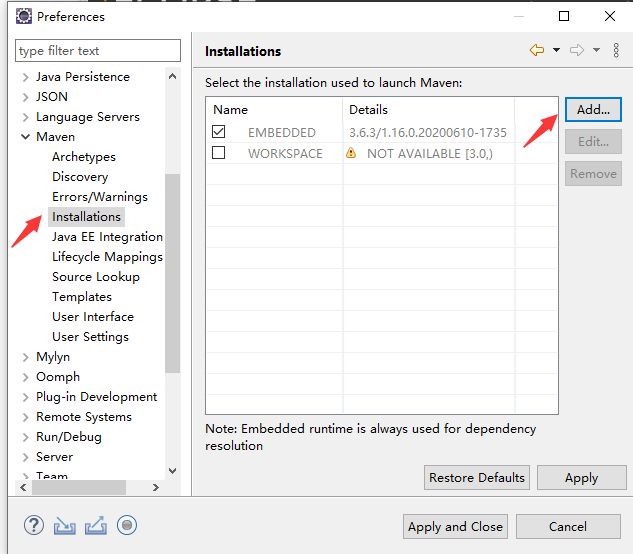 Preferences
type filter text
Java Persistence
JSON
Language Servers
Maven
Archetypes
Discovery
Errors/Warnings
Installations
Java EE Integration
Lifecycle Mappings
Source Lookup
Templates
User Interface
User Settings
Mylyn
Oomph
Plug-in Development
Remote Systems
Run/Debug
Server
Team
Installations
Select the installation used to launch Maven:
Name Details
EMBEDDED 3.6.3/1.16.0.20200610-1735
WORKSPACE NOT AVAILABLE [3.0,)
Add...
Edit...
Remove
Note: Embedded runtime is always used for dependency
resolution
Restore Defaults Apply
Apply and Close Cancel